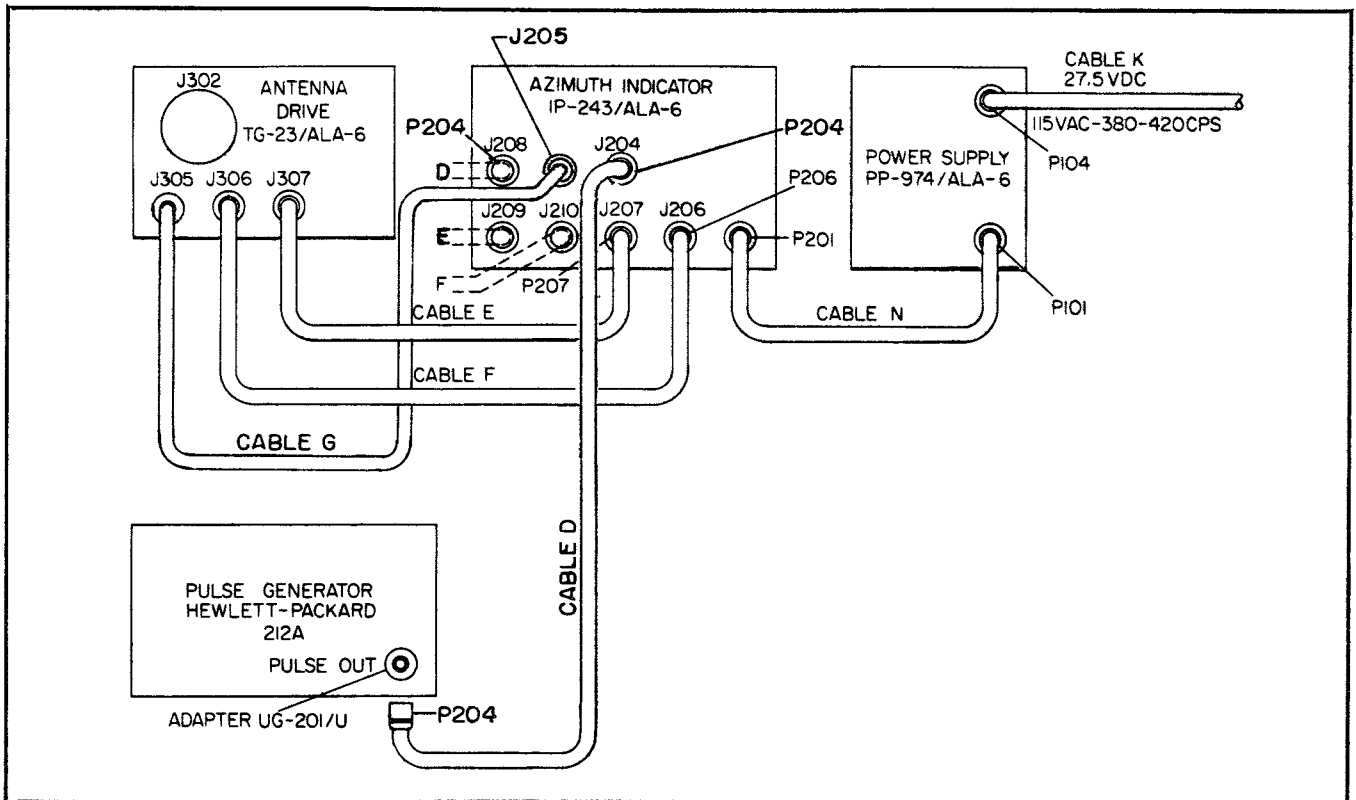 J205
J302
ANTENNA
DRIVE
TG-23/ALA-6
J305 J306 J307
AZIMUTH INDICATOR
IP-243/ALA-6
P204
J208
J204
P204
D
P206
J209 J210 J207 J206
E
P201
F
P207
CABLE K
27.5 VDC
115VAC-380-420CPS
P104
POWER SUPPLY
PP-974/ALA-6
P101
CABLE E
CABLE N
CABLE F
CABLE G
CABLE D
PULSE GENERATOR
HEWLETT-PACKARD
212A
PULSE OUT
ADAPTER UG-201/U
P204